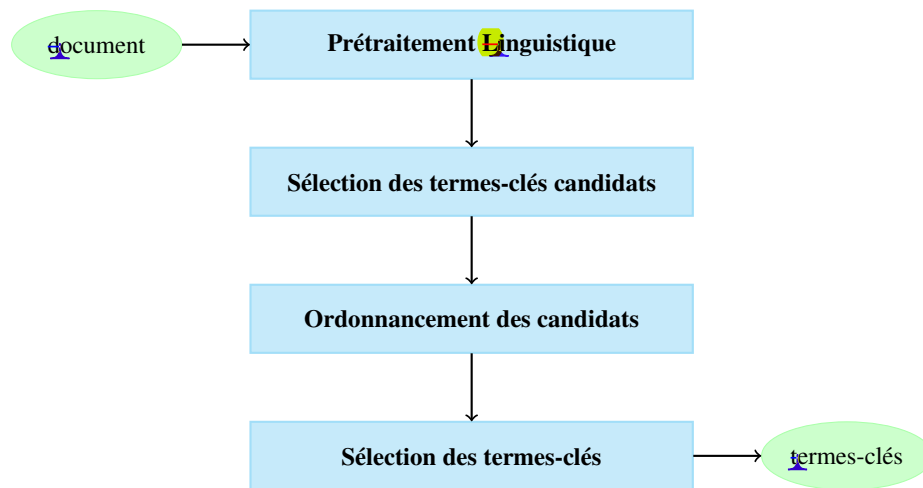 document
Prétraitement Linguistique
Sélection des termes-clés candidats
Ordonnancement des candidats
Sélection des termes-clés
termes-clés